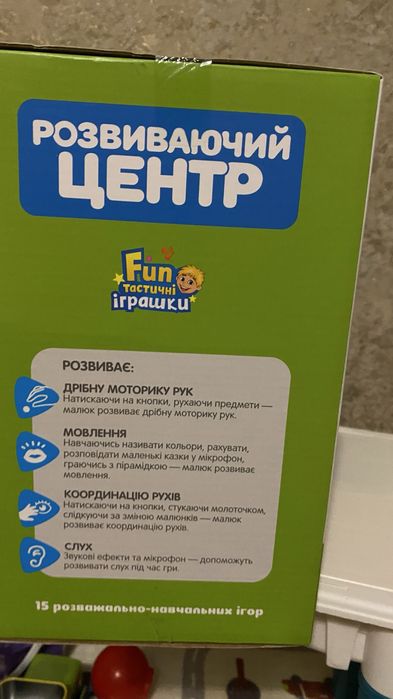 РОЗВИВАЮЧИЙ
ЦЕНТР
Fun
тастичні
іграшки
РОЗВИВАЄ:
ДРІБНУ МОТОРИКУ РУК
Натискаючи на кнопки, рухаючи предмети —
малюк розвиває дрібну моторику рук.
МОВЛЕННЯ
Навчаючись називати кольори, рахувати,
розповідати маленькі казки у мікрофон,
граючись з пірамідкою — малюк розвиває
мовлення.
КООРДИНАЦІЮ РУХІВ
Натискаючи на кнопки, стукаючи молоточком,
слідкуючи за зміною малюнків — малюк
розвиває координацію рухів.
СЛУХ
Звукові ефекти та мікрофон — допоможуть
розвивати слух під час гри.
15 розважально-навчальних ігор